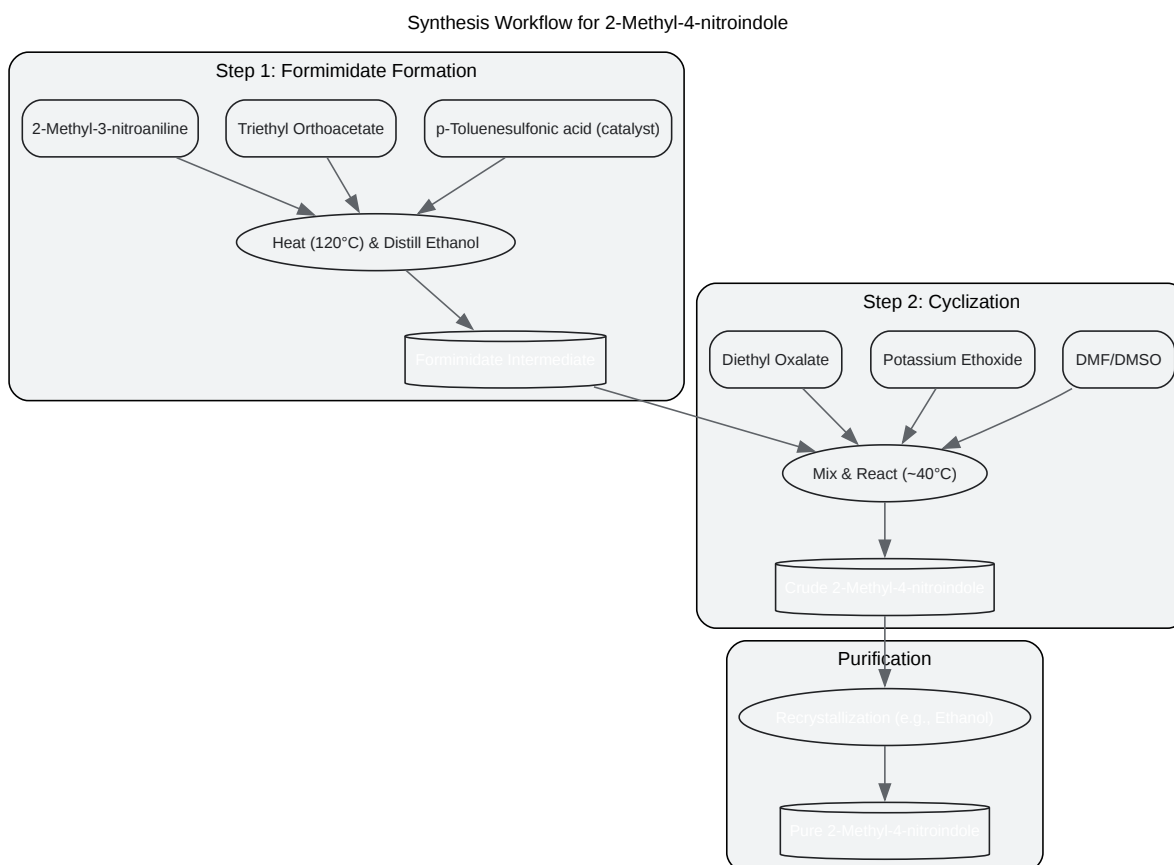 Synthesis Workflow for 2-Methyl-4-nitroindole
Step 1: Formimidate Formation
2-Methyl-3-nitroaniline
Triethyl Orthoacetate
p-Toluenesulfonic acid (catalyst)
Heat (120°C) & Distill Ethanol
Formimidate Intermediate
Step 2: Cyclization
Diethyl Oxalate
Potassium Ethoxide
DMF/DMSO
Mix & React (~40°C)
Crude 2-Methyl-4-nitroindole
Purification
Recrystallization (e.g., Ethanol)
Pure 2-Methyl-4-nitroindole